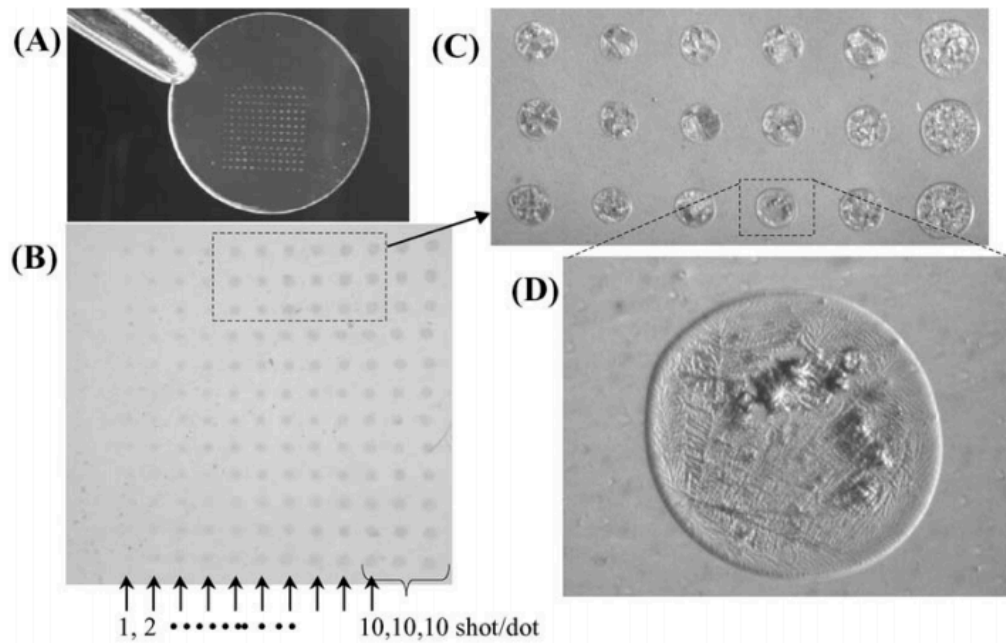 (A)
(B)
1, 2 ........... 10,10,10 shot/dot
(C)
(D)